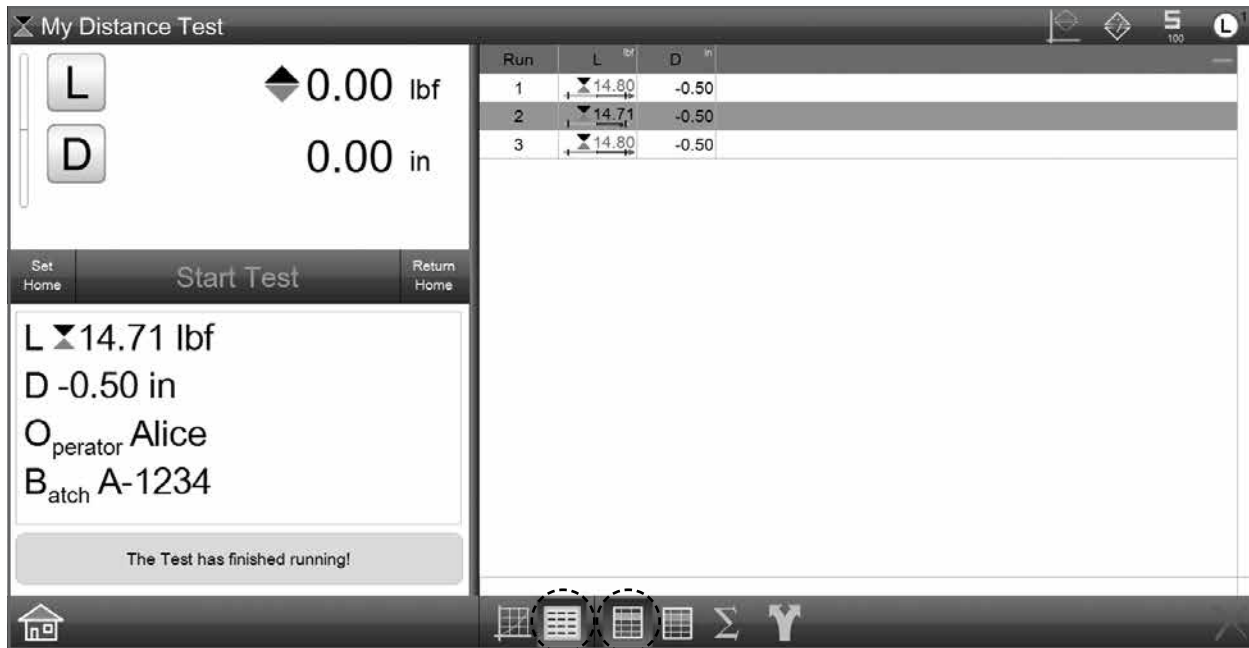 My Distance Test
S
100
L 1
L 0.00 lbf
D 0.00 in
Set Home
Start Test
Return Home
L 14.71 lbf
D -0.50 in
Operator Alice
Batch A-1234
The Test has finished running!
Run L lbf D in
1 14.80 -0.50
2 14.71 -0.50
3 14.80 -0.50
Σ